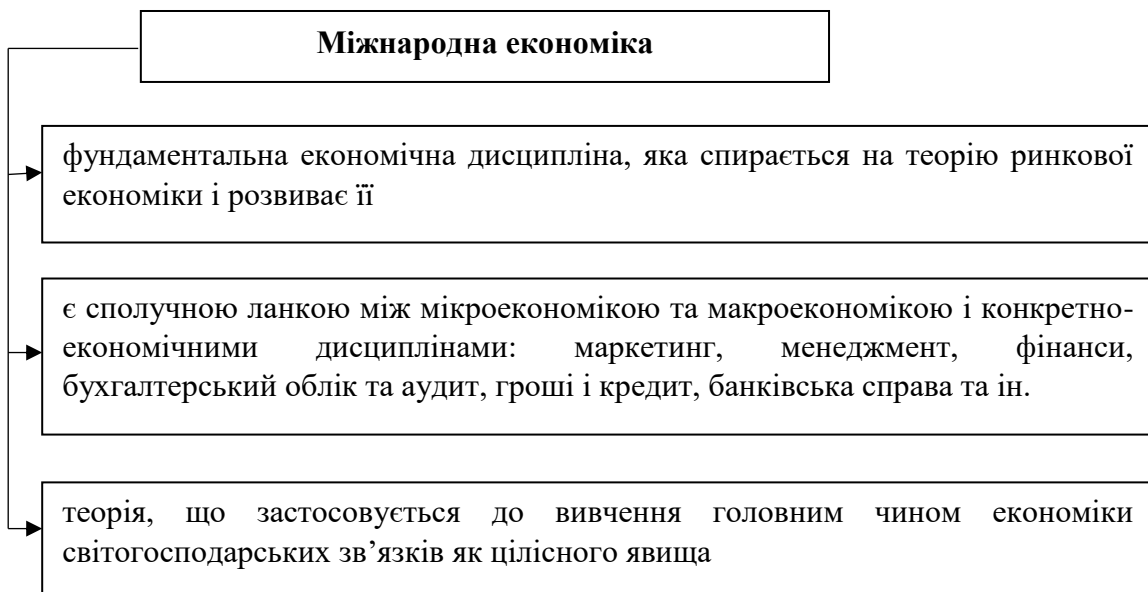 Міжнародна економіка
фундаментальна економічна дисципліна, яка спирається на теорію ринкової
економіки і розвиває її
є сполучною ланкою між мікроекономікою та макроекономікою і конкретно-
економічними дисциплінами: маркетинг, менеджмент, фінанси,
бухгалтерський облік та аудит, гроші і кредит, банківська справа та ін.
теорія, що застосовується до вивчення головним чином економіки
світогосподарських зв’язків як цілісного явища